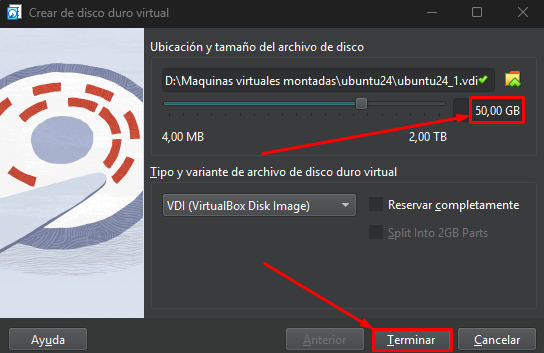 Crear de disco duro virtual
Ubicación y tamaño del archivo de disco
D:\Maquinas virtuales montadas\ubuntu24\ubuntu24_1.vdi
50,00 GB
4,00 MB 2,00 TB
Tipo y variante de archivo de disco duro virtual
VDI (VirtualBox Disk Image) Reservar completamente
Split Into 2GB Parts
Ayuda Anterior Terminar Cancelar